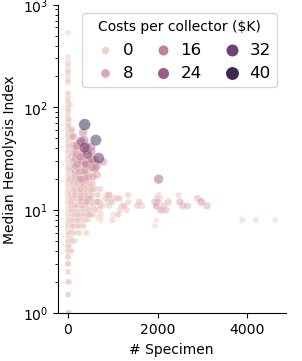 Costs per collector ($K)
0 16 32
8 24 40
Median Hemolysis Index
10³
10²
10¹
10⁰
0 2000 4000
# Specimen